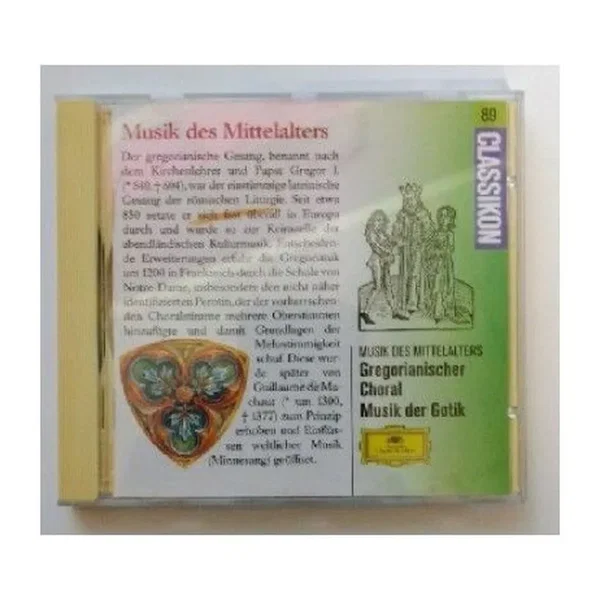 Musik des Mittelalters
Der gregorianische Gesang, benannt nach
dem Kirchenlehrer und Papst Gregor I.
(* 540, † 604), war der einstimmige lateinische
Gesang der römischen Liturgie. Seit etwa
850 setzte er sich fast überall in Europa
durch und wurde so zur Keimzelle der
abendländischen Kulturmusik. Entscheiden-
de Erweiterungen erfuhr die Gregorianik
um 1200 in Frankreich durch die Schule von
Notre-Dame, insbesondere den nicht näher
identifizierten Perotin, der der vorherrschen-
den Choralstimme mehrere Oberstimmen
hinzufügte und damit Grundlagen der
Mehrstimmigkeit
schuf. Diese wur-
de später von
Guillaume de Ma-
chaut (* um 1300,
† 1377) zum Prinzip
erhoben und Einflüs-
sen weltlicher Musik
(Minnesang) geöffnet.
89
CLASSIKON
MUSIK DES MITTELALTERS
Gregorianischer
Choral
Musik der Gotik